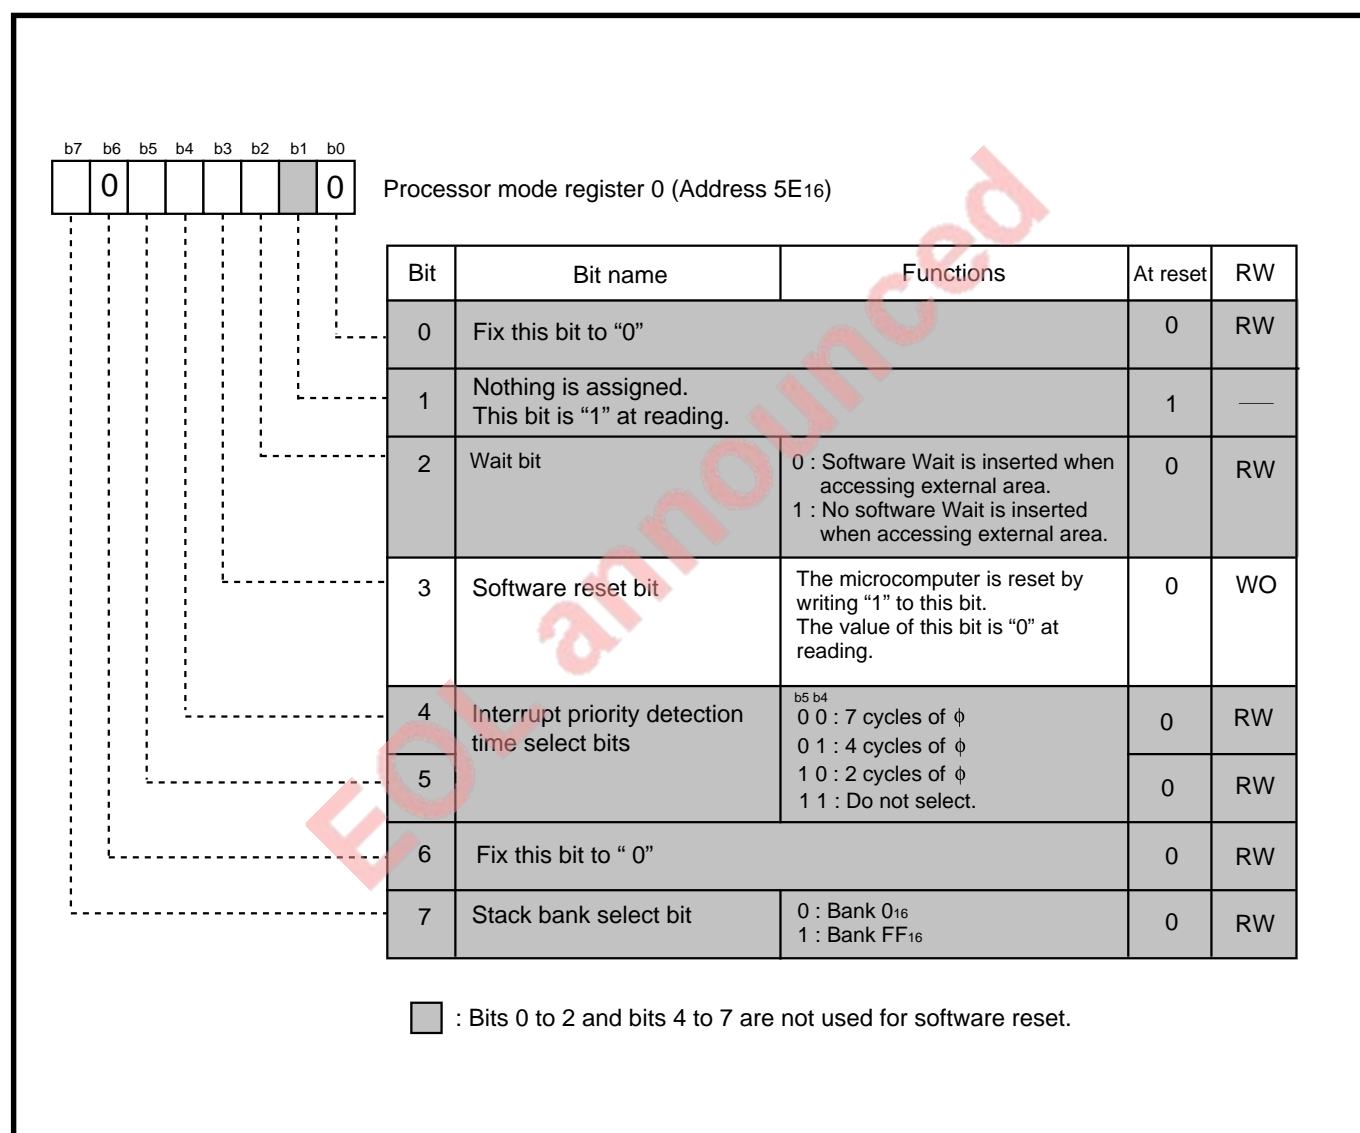 b7 b6 b5 b4 b3 b2 b1 b0
0 0
Processor mode register 0 (Address 5E16)
Bit Bit name Functions At reset RW
0 Fix this bit to “0” 0 RW
1 Nothing is assigned.
This bit is “1” at reading. 1 —
2 Wait bit 0 : Software Wait is inserted when
accessing external area.
1 : No software Wait is inserted
when accessing external area. 0 RW
3 Software reset bit The microcomputer is reset by
writing “1” to this bit.
The value of this bit is “0” at
reading. 0 WO
4 Interrupt priority detection
time select bits b5 b4
0 0 : 7 cycles of ϕ 0 RW
0 1 : 4 cycles of ϕ
5 1 0 : 2 cycles of ϕ 0 RW
1 1 : Do not select.
6 Fix this bit to “ 0” 0 RW
7 Stack bank select bit 0 : Bank 016
1 : Bank FF16 0 RW
: Bits 0 to 2 and bits 4 to 7 are not used for software reset.
EOL announced